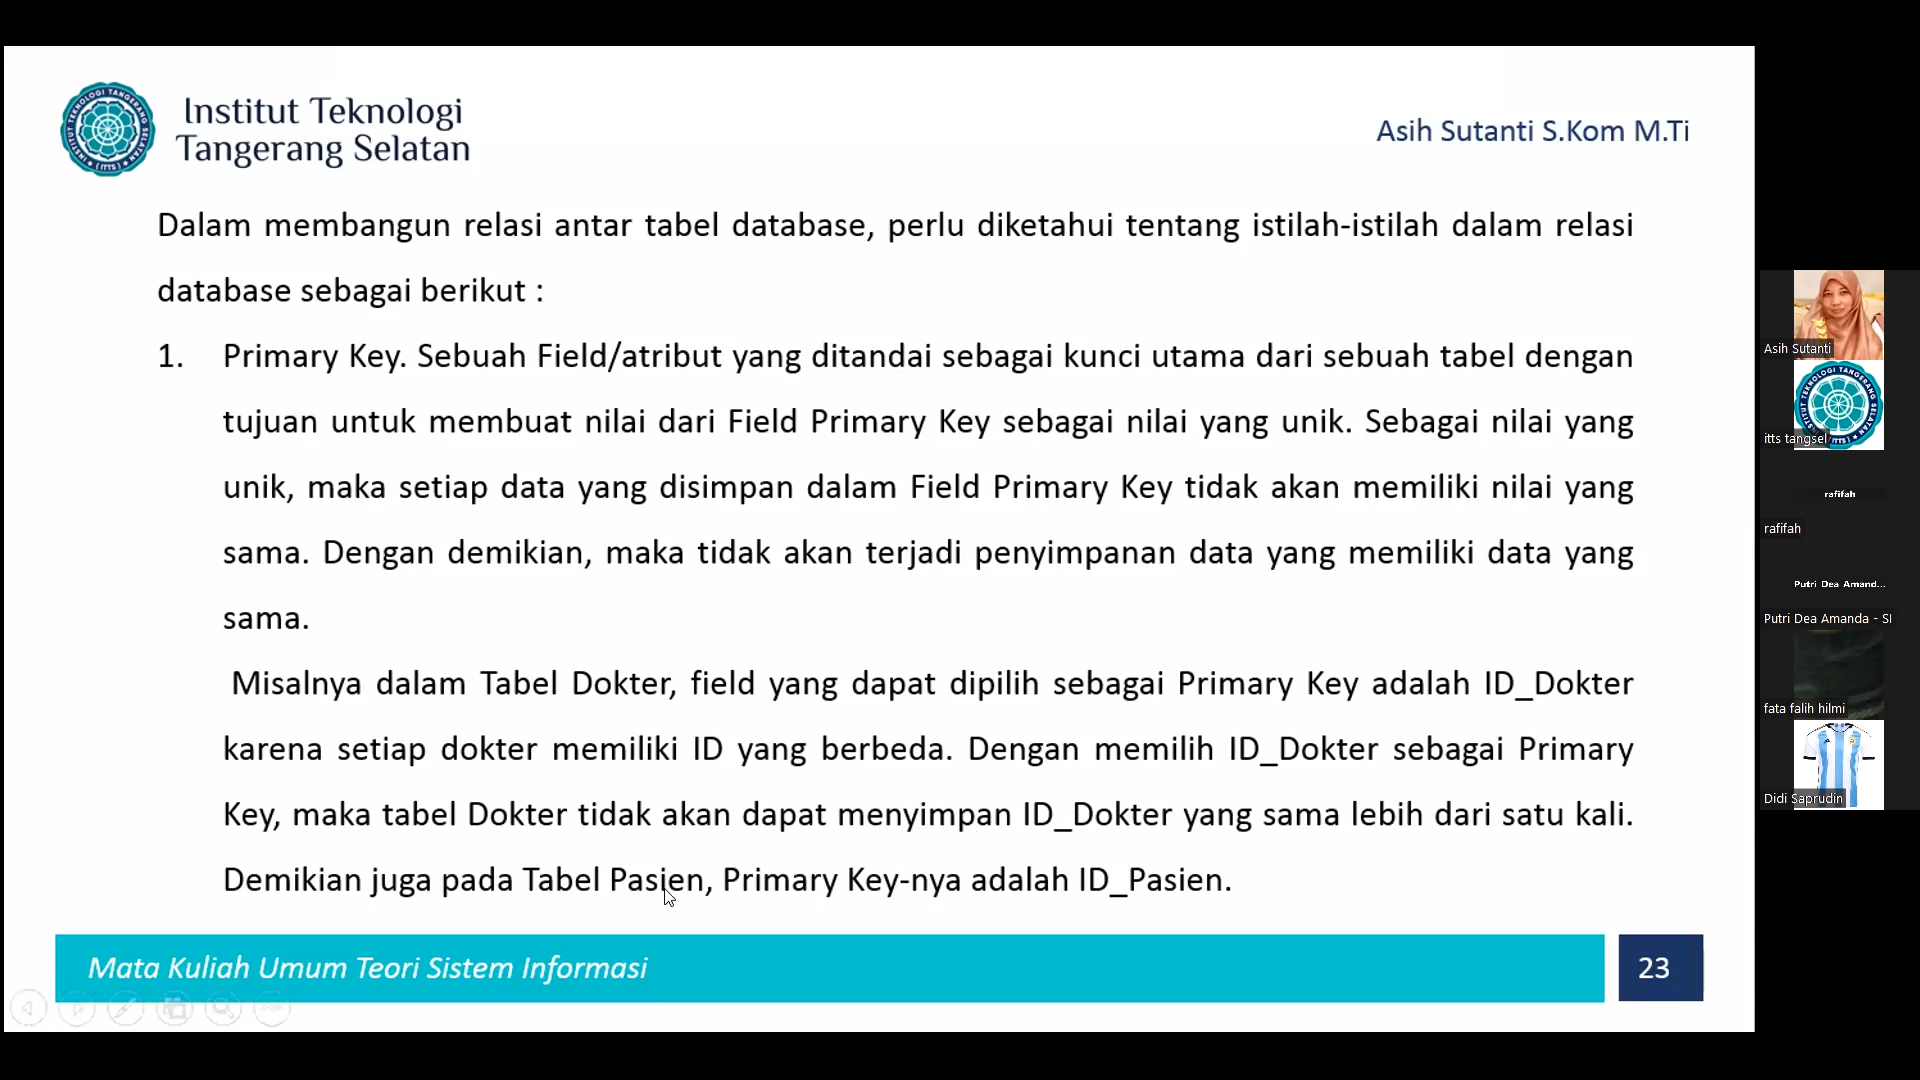 Institut Teknologi
Tangerang Selatan
Asih Sutanti S.Kom M.Ti
Dalam membangun relasi antar tabel database, perlu diketahui tentang istilah-istilah dalam relasi
database sebagai berikut :
1. Primary Key. Sebuah Field/atribut yang ditandai sebagai kunci utama dari sebuah tabel dengan
tujuan untuk membuat nilai dari Field Primary Key sebagai nilai yang unik. Sebagai nilai yang
unik, maka setiap data yang disimpan dalam Field Primary Key tidak akan memiliki nilai yang
sama. Dengan demikian, maka tidak akan terjadi penyimpanan data yang memiliki data yang
sama.
Misalnya dalam Tabel Dokter, field yang dapat dipilih sebagai Primary Key adalah ID_Dokter
karena setiap dokter memiliki ID yang berbeda. Dengan memilih ID_Dokter sebagai Primary
Key, maka tabel Dokter tidak akan dapat menyimpan ID_Dokter yang sama lebih dari satu kali.
Demikian juga pada Tabel Pasien, Primary Key-nya adalah ID_Pasien.
Mata Kuliah Umum Teori Sistem Informasi
23
Asih Sutanti
INSTITUT TEKNOLOGI TANGERANG SELATAN
itts tangsel
rafifah
rafifah
Putri Dea Amand...
Putri Dea Amanda - SI
fata falih hilmi
Didi Saprudin